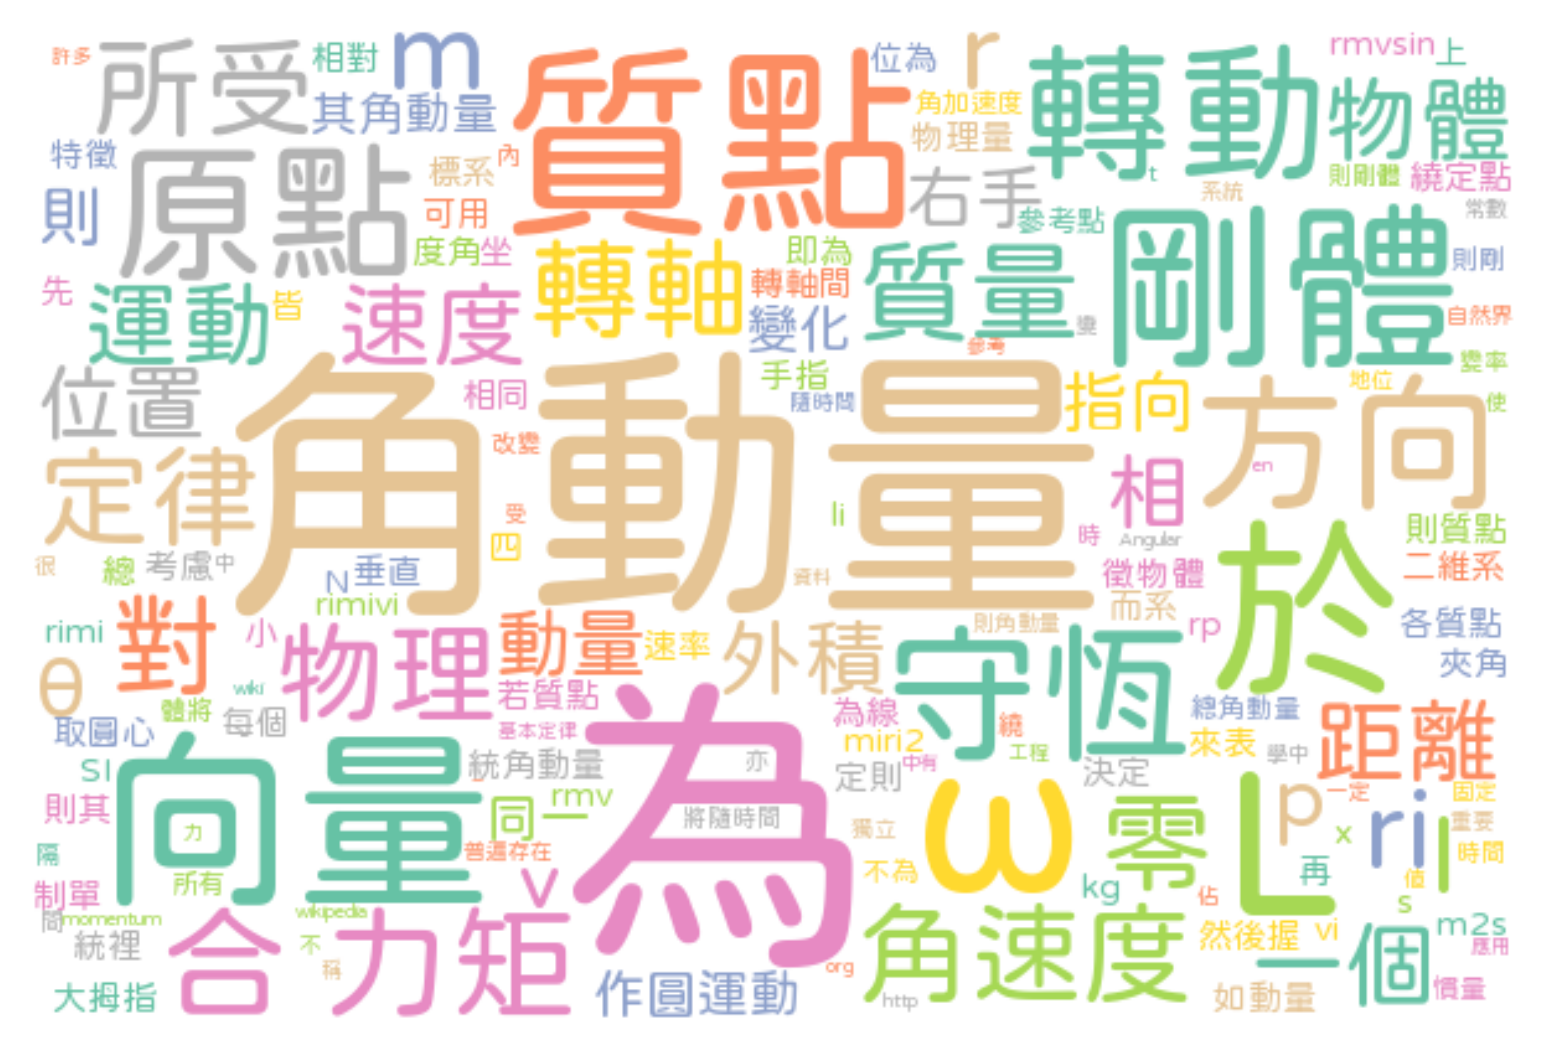 許多
所受
相對
m
質點
位為
r
rmvsin
上
轉動
物體
其角動量
角加速度
物理量
特徵
標系
內
原點
可用
右手
t
系統
則剛體
繞定點
常數
則
參考點
度角
坐
轉軸
即為
質量
剛體
則剛
先
運動
皆
速度
轉軸間
變化
變
自然界
參考
變率
位置
相同
手指
隨時間
指向
地位
使
方向
角動量
改變
定律
相
en
li
受
四
時
Angular
則質點
很
總
考慮
中
N
垂直
資料
徵物體
二維系
於
rimivi
而系
rimi
對
小
物理
動量
速率
外積
則角動量
rp
各質點
守恆
夾角
θ
wiki
體將
每個
若質點
取圓心
基本定律
為線
miri2
繞
工程
總角動量
來表
學中
距離
SI
向量
統角動量
亦
為
定則
中有
決定
一定
固定
則其
同一
rmv
將隨時間
獨立
ω
零
L
p
ri
重要
x
l
時間
力
隔
普遍存在
所有
制單
v
不為
kg
佔
再
值
s
間
momentum
wikipedia
統裡
合力矩
不
稱
角速度
然後握
vi
一個
m2s
應用
org
大拇指
作圓運動
http
如動量
慣量